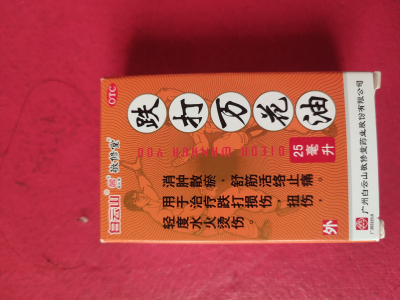 OTC
跌打万花油
DIEDA WANHUA YOU
25毫升
白云山 敬修堂
消肿散瘀,舒筋活络止痛。
用于治疗跌打损伤,扭伤,
轻度水火烫伤。
外
广州白云山敬修堂药业股份有限公司